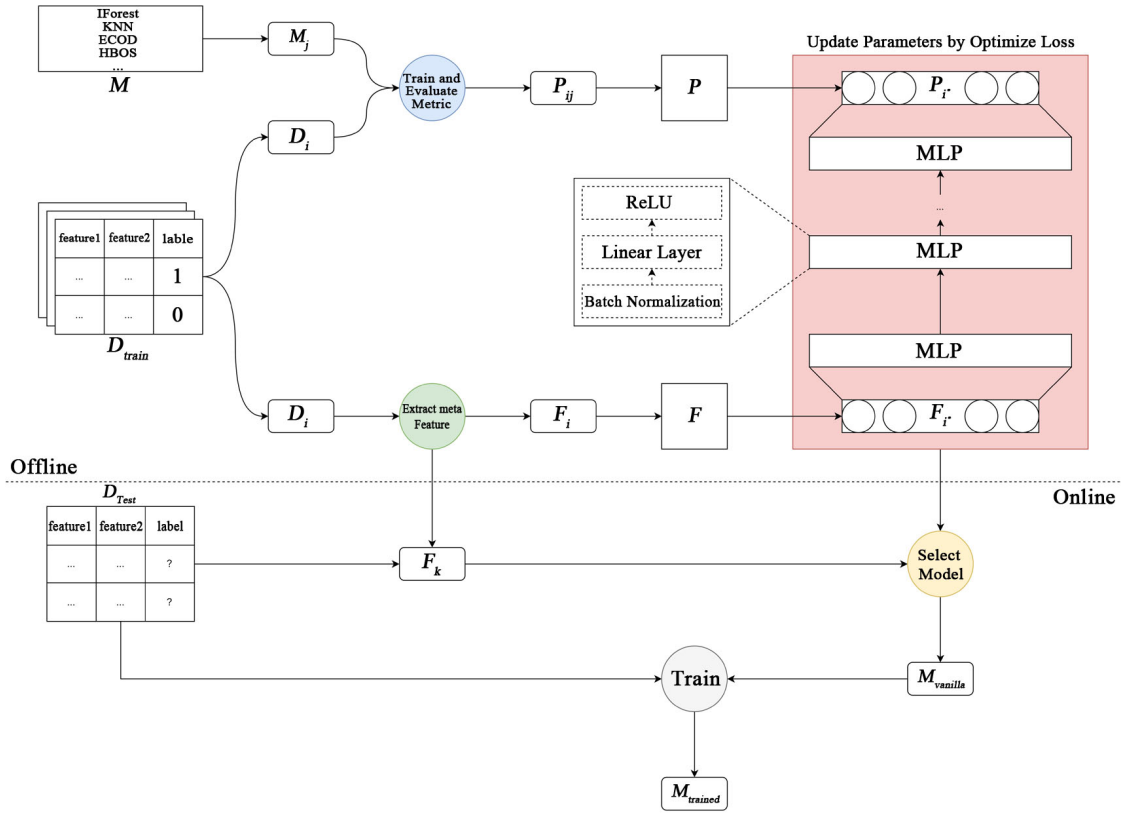 IForest
KNN
ECOD
HBOS
...
M
M_j
Train and
Evaluate
Metric
P_ij
P
Update Parameters by Optimize Loss
P_i*
MLP
...
MLP
MLP
F_i*
ReLU
Linear Layer
Batch Normalization
D_i
feature1 feature2 lable
... ... 1
... ... 0
D_train
D_i
Extract meta
Feature
F_i
F
Offline
Online
D_Test
feature1 feature2 label
... ... ?
... ... ?
F_k
Select
Model
Train
M_vanilla
M_trained